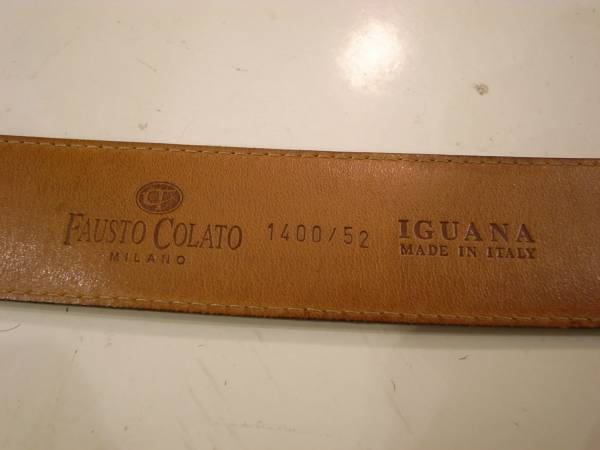 FAUSTO COLATO
MILANO
1400/52
IGUANA
MADE IN ITALY